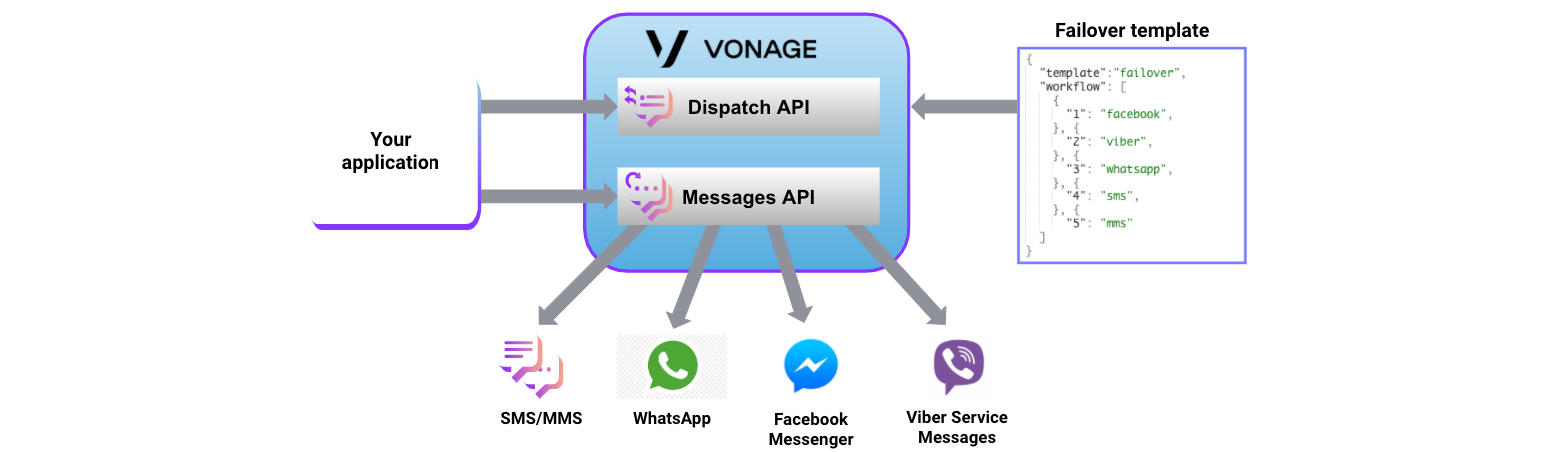 VONAGE
Dispatch API
Messages API
Your
application
Failover template
{
"template":"failover",
"workflow": [
{
"1": "facebook",
}, {
"2": "viber",
}, {
"3": "whatsapp",
}, {
"4": "sms",
}, {
"5": "mms"
]
}
SMS/MMS
WhatsApp
Facebook
Messenger
Viber Service
Messages